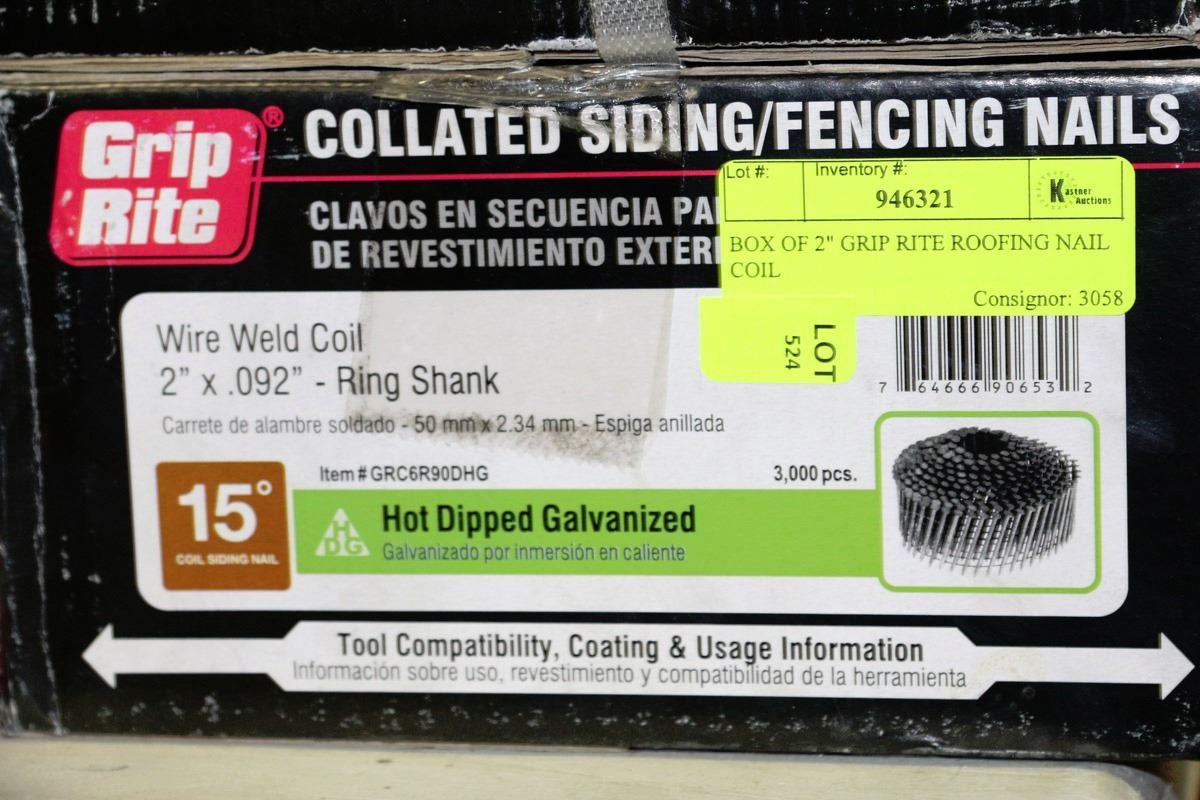 Grip
Rite
®
COLLATED SIDING/FENCING NAILS
CLAVOS EN SECUENCIA
DE REVESTIMIENTO
Lot #:
Inventory #:
946321
Kastner
Auctions
BOX OF 2" GRIP RITE ROOFING NAIL
COIL
Consignor: 3058
LOT
524
Wire Weld Coil
2” x .092” - Ring Shank
Carrete de alambre soldado - 50 mm x 2.34 mm - Espiga anillada
7 64666 90653 2
Item # GRC6R90DHG
3,000 pcs.
15°
COIL SIDING NAIL
HDG
Hot Dipped Galvanized
Galvanizado por inmersión en caliente
Tool Compatibility, Coating & Usage Information
Información sobre uso, revestimiento y compatibilidad de la herramienta